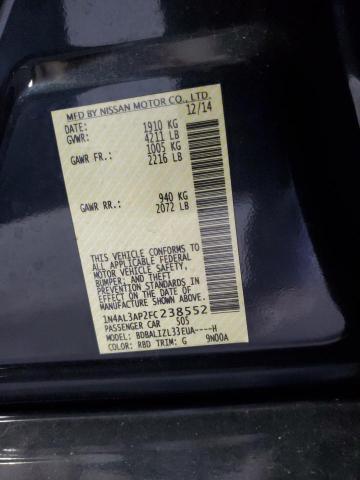 MFD BY NISSAN MOTOR CO., LTD.
DATE: 12/14
GVWR: 1910 KG
4211 LB
GAWR FR.: 1005 KG
2216 LB
GAWR RR.: 940 KG
2072 LB
THIS VEHICLE CONFORMS TO
ALL APPLICABLE FEDERAL
MOTOR VEHICLE SAFETY,
BUMPER, AND THEFT
PREVENTION STANDARDS IN
EFFECT ON THE DATE OF
MANUFACTURE SHOWN ABOVE.
1N4AL3AP2FC238552
PASSENGER CAR 505
MODEL: BDBALIZL33EUA----H
COLOR: RBD TRIM: G 9N00A